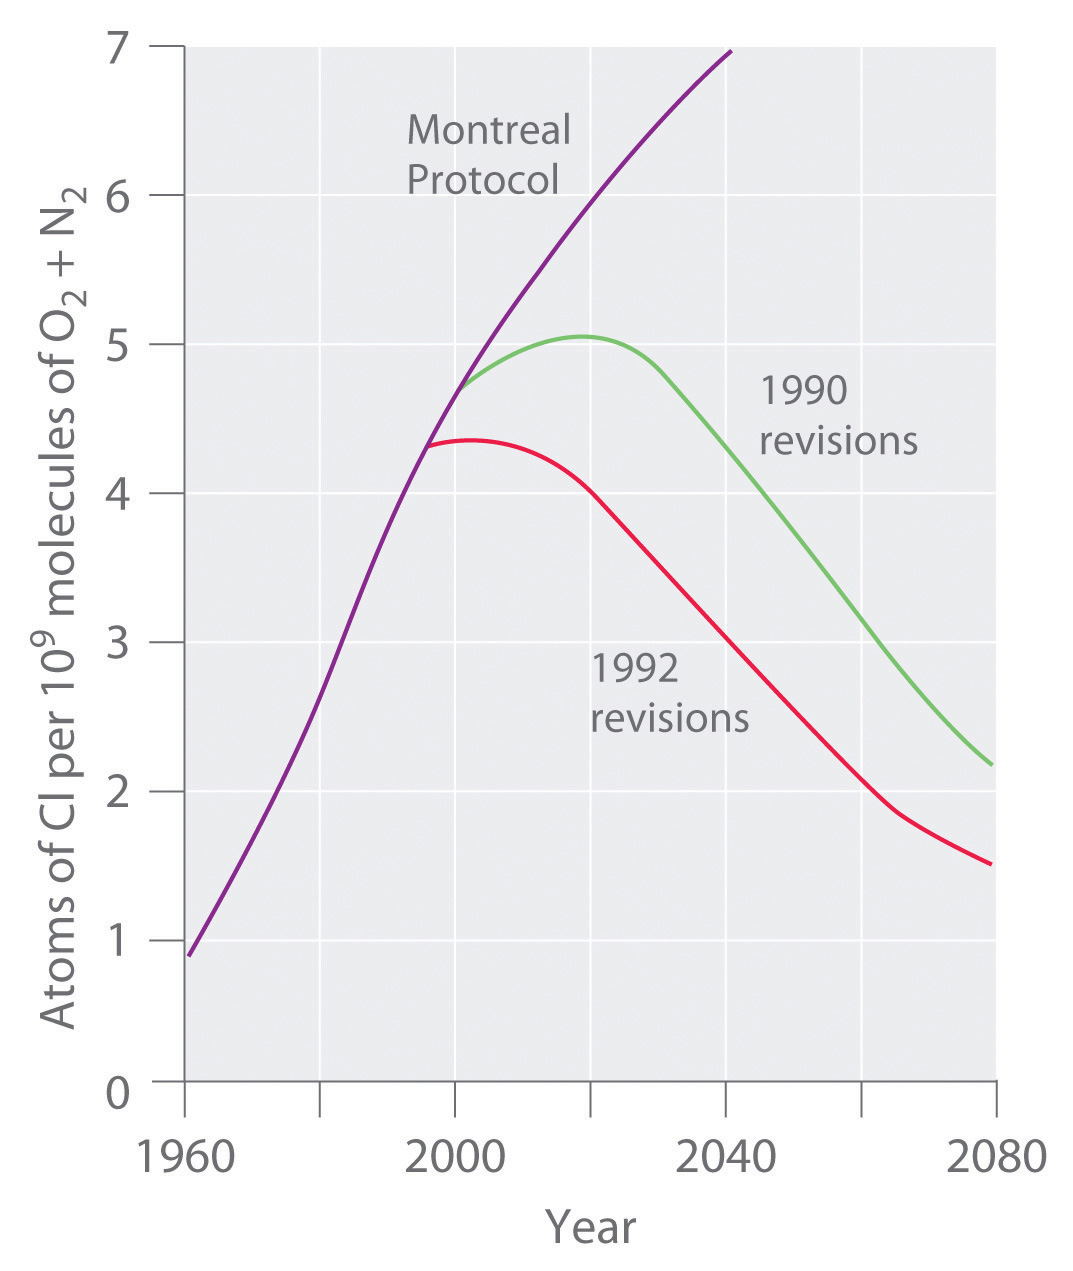 7
6
5
4
3
2
1
0
Atoms of Cl per 10⁹ molecules of O₂ + N₂
Montreal
Protocol
1990
revisions
1992
revisions
1960 2000 2040 2080
Year